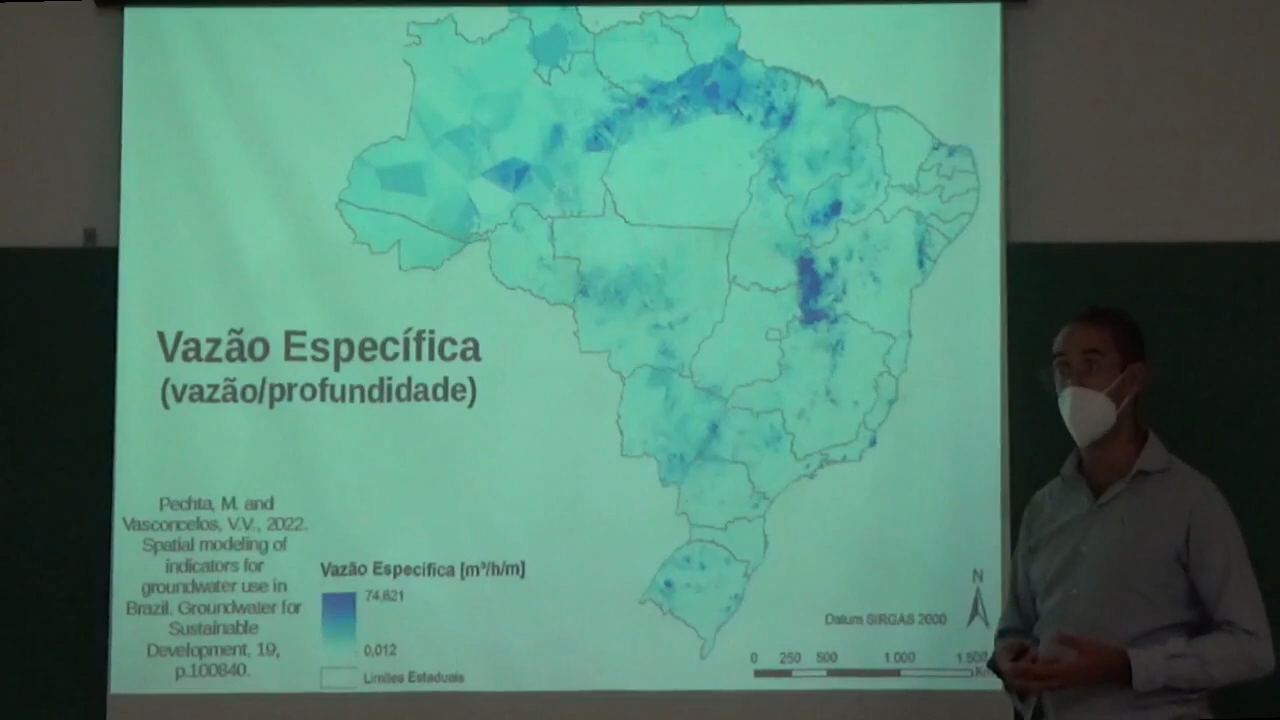 Vazão Específica
(vazão/profundidade)
Pechta, M. and
Vasconcelos, V.V., 2022.
Spatial modeling of
indicators for
groundwater use in
Brazil. Groundwater for
Sustainable
Development, 19,
p.100840.
Vazão Específica [m³/h/m]
74,621
0,012
Limites Estaduais
N
Datum SIRGAS 2000
0 250 500 1.000 1.500
Km